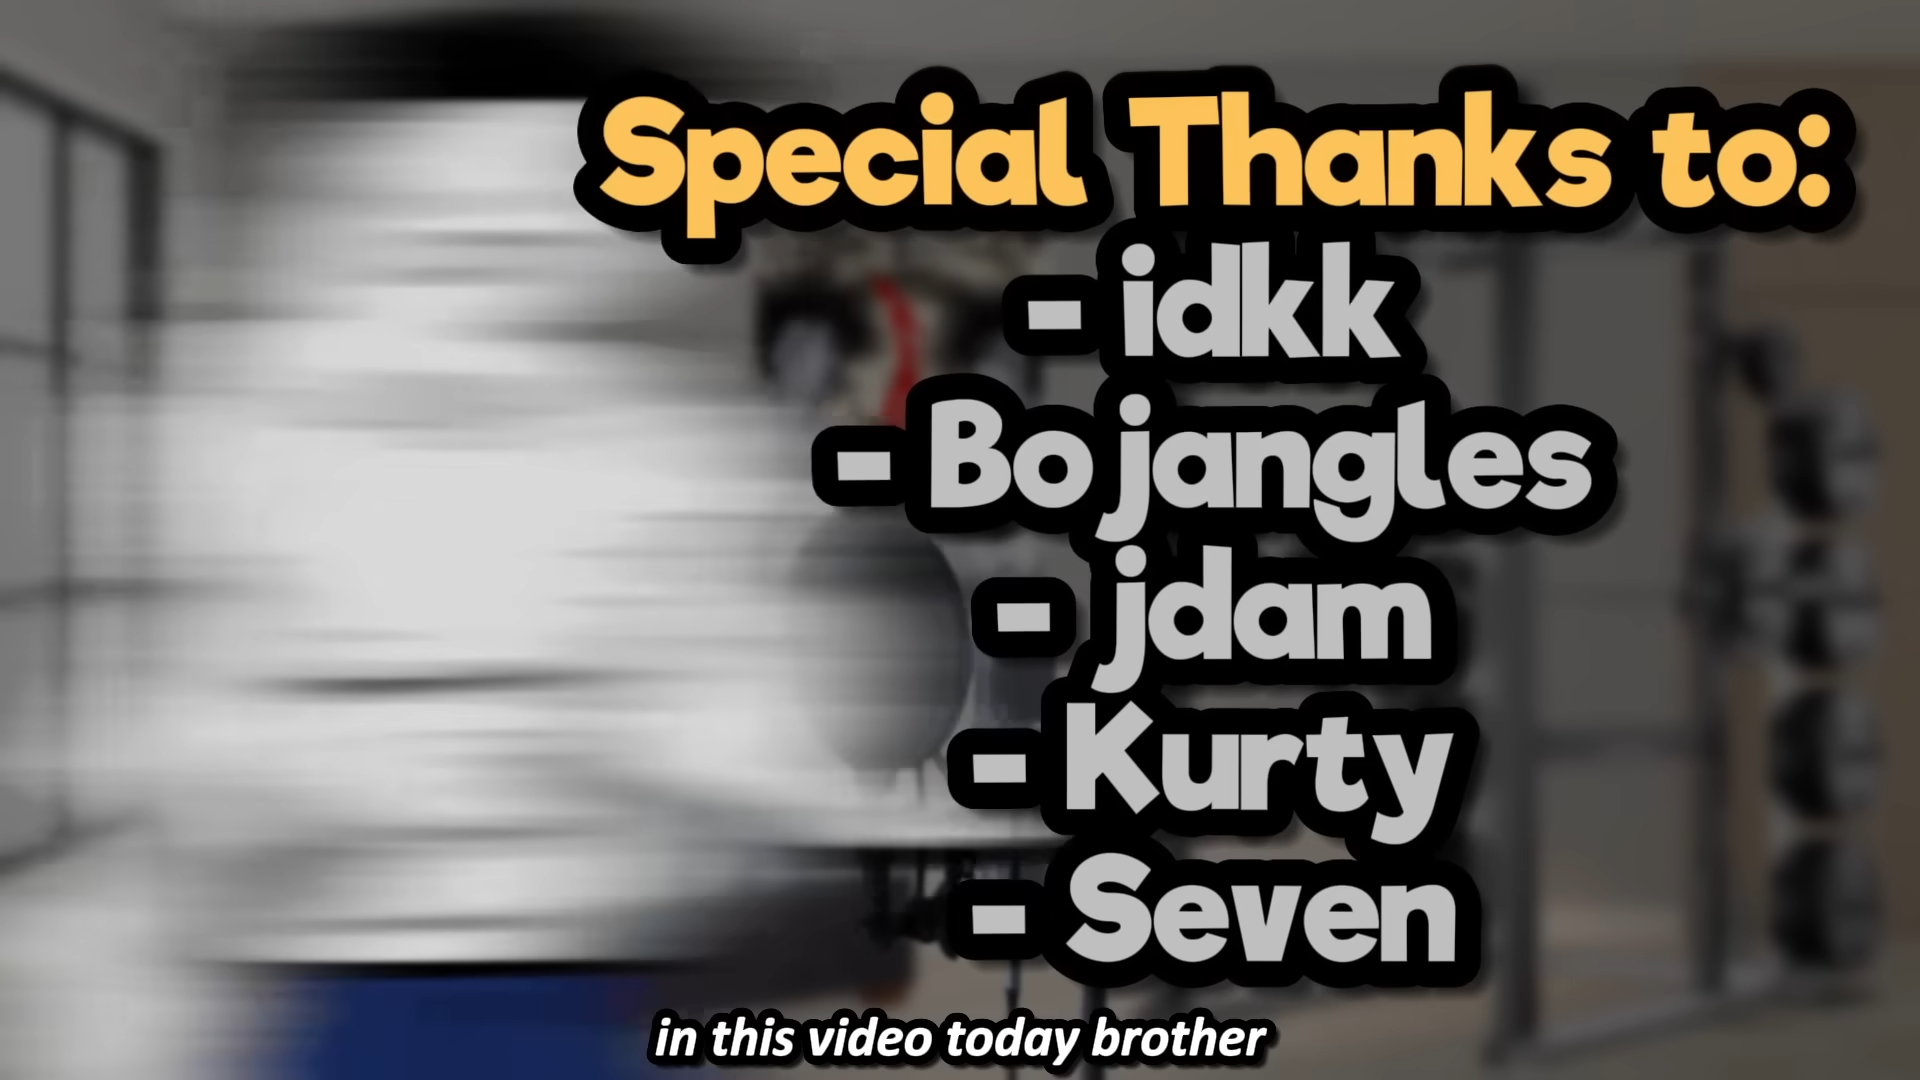 Special Thanks to:
- idkk
- Bojangles
- jdam
- Kurty
- Seven
in this video today brother